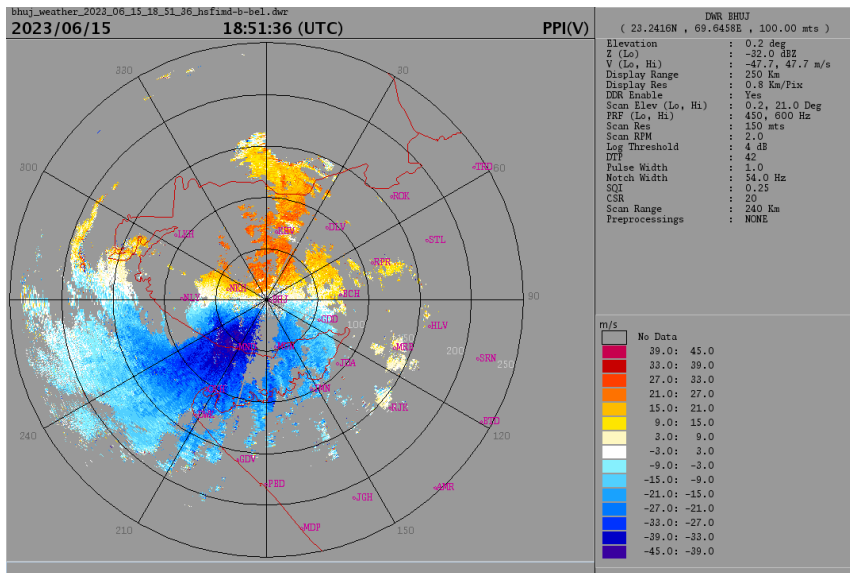 bhuj_weather_2023_06_15_18_51_36_hsfimd-b-bel.dwr
2023/06/15 18:51:36 (UTC) PPI(V)
DWR BHUJ
( 23.2416N , 69.6458E , 100.00 mts )
Elevation : 0.2 deg
Z (Lo) : -32.0 dBZ
V (Lo, Hi) : -47.7, 47.7 m/s
Display Range : 250 Km
Display Res : 0.8 Km/Pix
DDR Enable : Yes
Scan Elev (Lo, Hi) : 0.2, 21.0 Deg
PRF (Lo, Hi) : 450, 600 Hz
Scan Res : 150 mts
Scan RPM : 2.0
Log Threshold : 4 dB
DTP : 42
Pulse Width : 1.0
Notch Width : 54.0 Hz
SQI : 0.25
CSR : 20
Scan Range : 240 Km
Preprocessings : NONE
330
30
300
60
RDK
LKH
KRV
DLV
STL
RPR
NKH
NLY
BHJ
BCH
90
GDD
100
HLV
MRB
200
SRN
250
JDA
JMN
RJK
BTD
240
120
GDV
PBD
JGH
AMR
210
MDP
150
m/s
No Data
39.0: 45.0
33.0: 39.0
27.0: 33.0
21.0: 27.0
15.0: 21.0
9.0: 15.0
3.0: 9.0
-3.0: 3.0
-9.0: -3.0
-15.0: -9.0
-21.0: -15.0
-27.0: -21.0
-33.0: -27.0
-39.0: -33.0
-45.0: -39.0